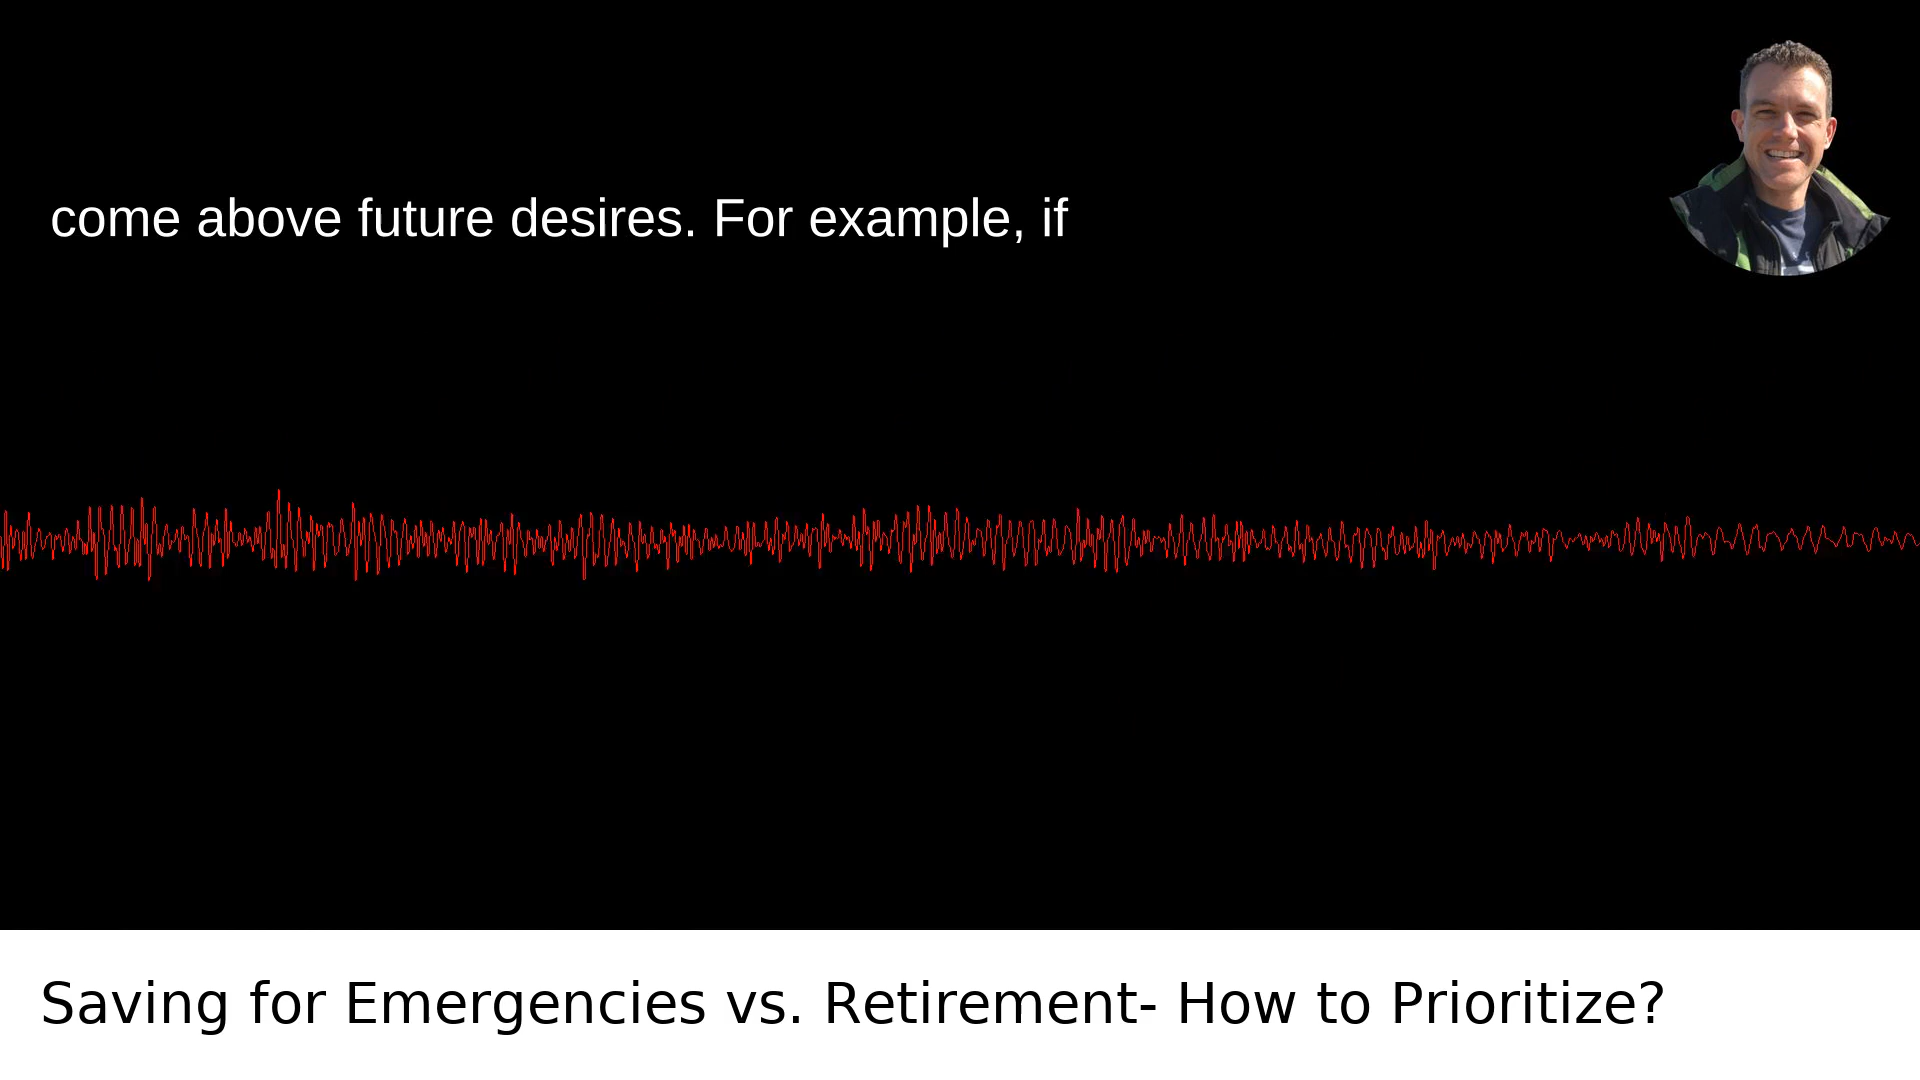 come above future desires. For example, if
Saving for Emergencies vs. Retirement- How to Prioritize?